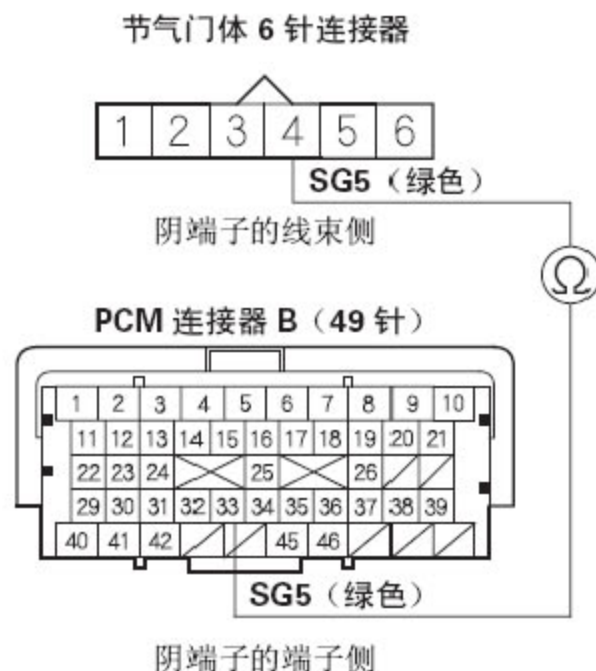 节气门体 6 针连接器
1 2 3 4 5 6
SG5（绿色）
阴端子的线束侧
Ω
PCM 连接器 B（49 针）
1 2 3 4 5 6 7 8 9 10
11 12 13 14 15 16 17 18 19 20 21
22 23 24 25 26
29 30 31 32 33 34 35 36 37 38 39
40 41 42 45 46
SG5（绿色）
阴端子的端子侧